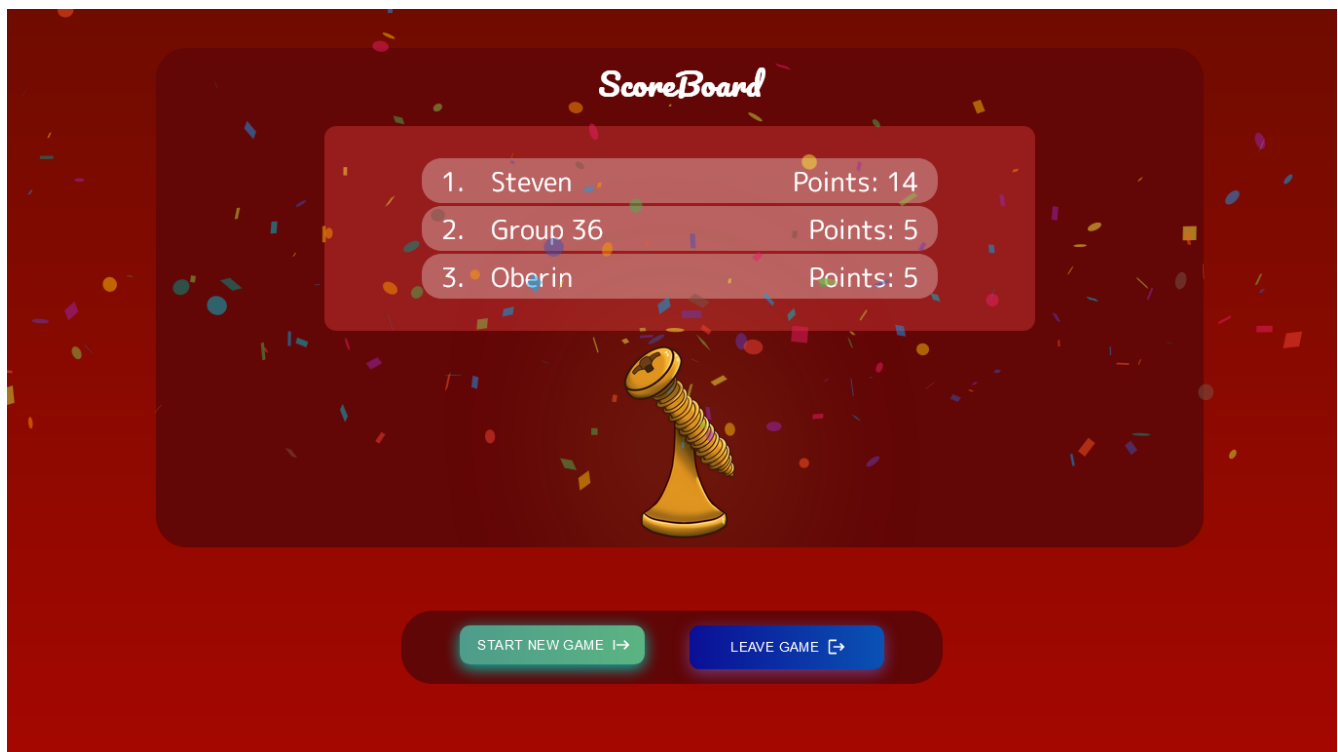 ScoreBoard
1. Steven Points: 14
2. Group 36 Points: 5
3. Oberin Points: 5
START NEW GAME
LEAVE GAME